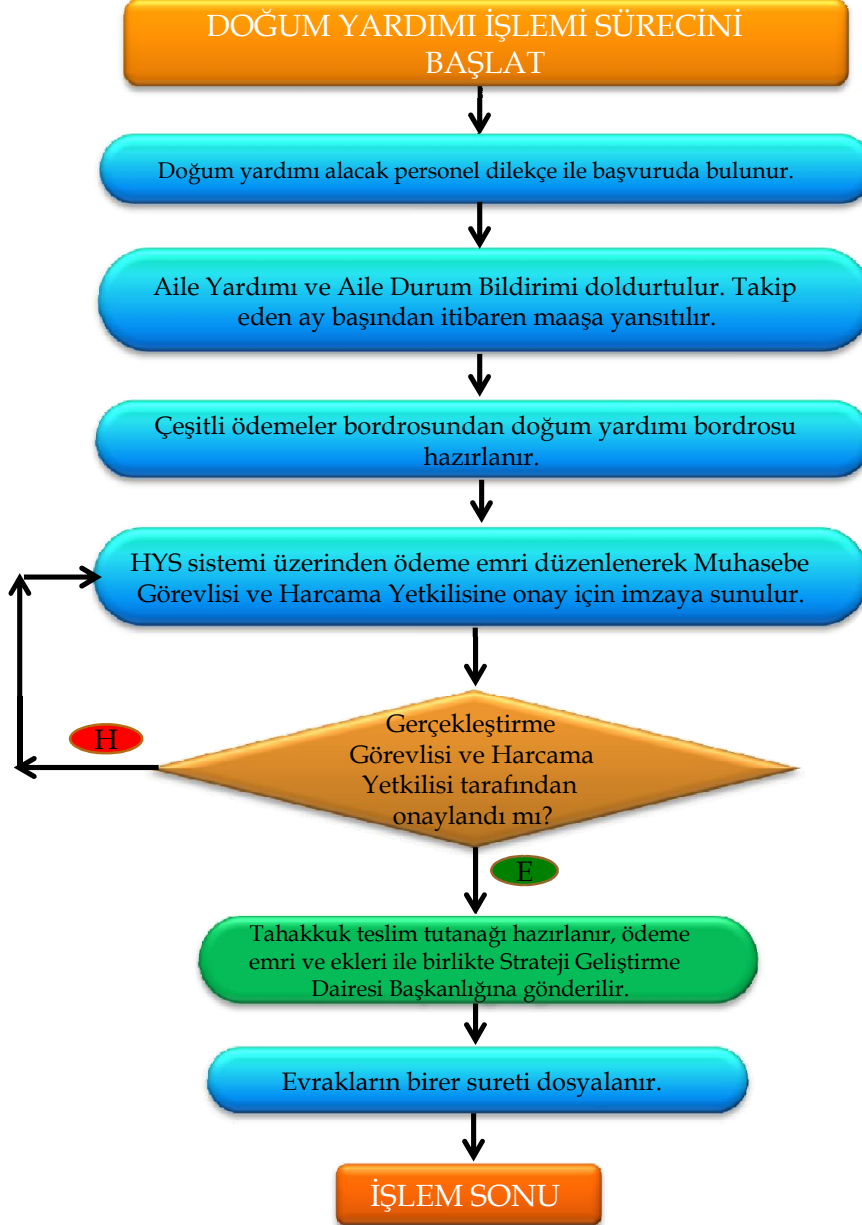 DOĞUM YARDIMI İŞLEMİ SÜRECİNİ
BAŞLAT
Doğum yardımı alacak personel dilekçe ile başvuruda bulunur.
Aile Yardımı ve Aile Durum Bildirimi doldurtulur. Takip
eden ay başından itibaren maaşa yansıtılır.
Çeşitli ödemeler bordrosundan doğum yardımı bordrosu
hazırlanır.
HYS sistemi üzerinden ödeme emri düzenlenerek Muhasebe
Görevlisi ve Harcama Yetkilisine onay için imzaya sunulur.
Gerçekleştirme
Görevlisi ve Harcama
Yetkilisi tarafından
onaylandı mı?
H
E
Tahakkuk teslim tutanağı hazırlanır, ödeme
emri ve ekleri ile birlikte Strateji Geliştirme
Dairesi Başkanlığına gönderilir.
Evrakların birer sureti dosyalanır.
İŞLEM SONU